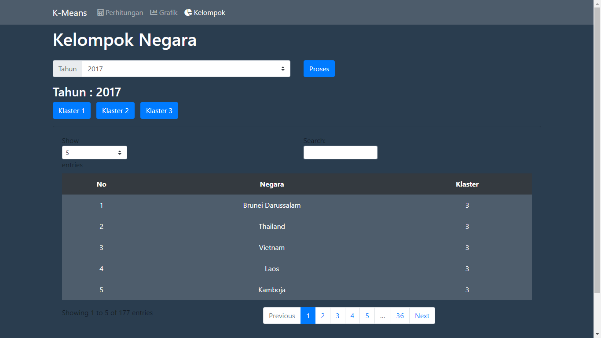 K-Means Perhitungan Grafik Kelompok
Kelompok Negara
Tahun 2017 Proses
Tahun : 2017
Klaster 1 Klaster 2 Klaster 3
Show Search:
5
entries
No Negara Klaster
1 Brunei Darussalam 3
2 Thailand 3
3 Vietnam 3
4 Laos 3
5 Kamboja 3
Showing 1 to 5 of 177 entries
Previous 1 2 3 4 5 ... 36 Next